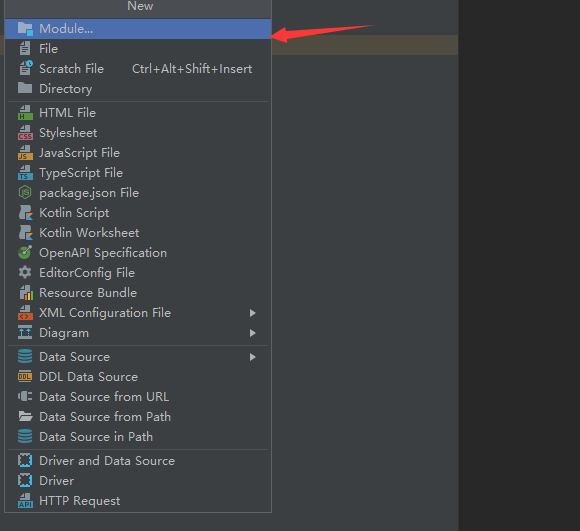 New
Module...
File
Scratch File Ctrl+Alt+Shift+Insert
Directory
HTML File
Stylesheet
JavaScript File
TypeScript File
package.json File
Kotlin Script
Kotlin Worksheet
OpenAPI Specification
EditorConfig File
Resource Bundle
XML Configuration File
Diagram
Data Source
DDL Data Source
Data Source from URL
Data Source from Path
Data Source in Path
Driver and Data Source
Driver
HTTP Request